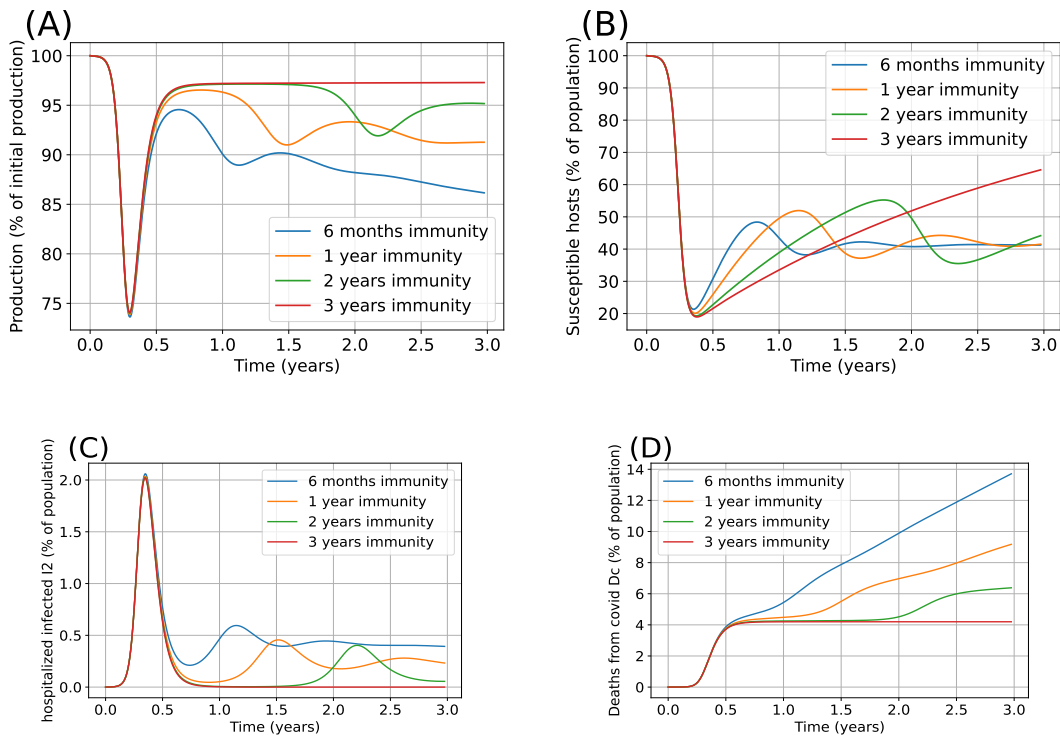 (A)
Production (% of initial production)
100
95
90
85
80
75
6 months immunity
1 year immunity
2 years immunity
3 years immunity
0.0 0.5 1.0 1.5 2.0 2.5 3.0
Time (years)
(B)
Susceptible hosts (% of population)
100
90
80
70
60
50
40
30
20
6 months immunity
1 year immunity
2 years immunity
3 years immunity
0.0 0.5 1.0 1.5 2.0 2.5 3.0
Time (years)
(C)
hospitalized infected I2 (% of population)
2.0
1.5
1.0
0.5
0.0
6 months immunity
1 year immunity
2 years immunity
3 years immunity
0.0 0.5 1.0 1.5 2.0 2.5 3.0
Time (years)
(D)
Deaths from covid Dc (% of population)
14
12
10
8
6
4
2
0
6 months immunity
1 year immunity
2 years immunity
3 years immunity
0.0 0.5 1.0 1.5 2.0 2.5 3.0
Time (years)